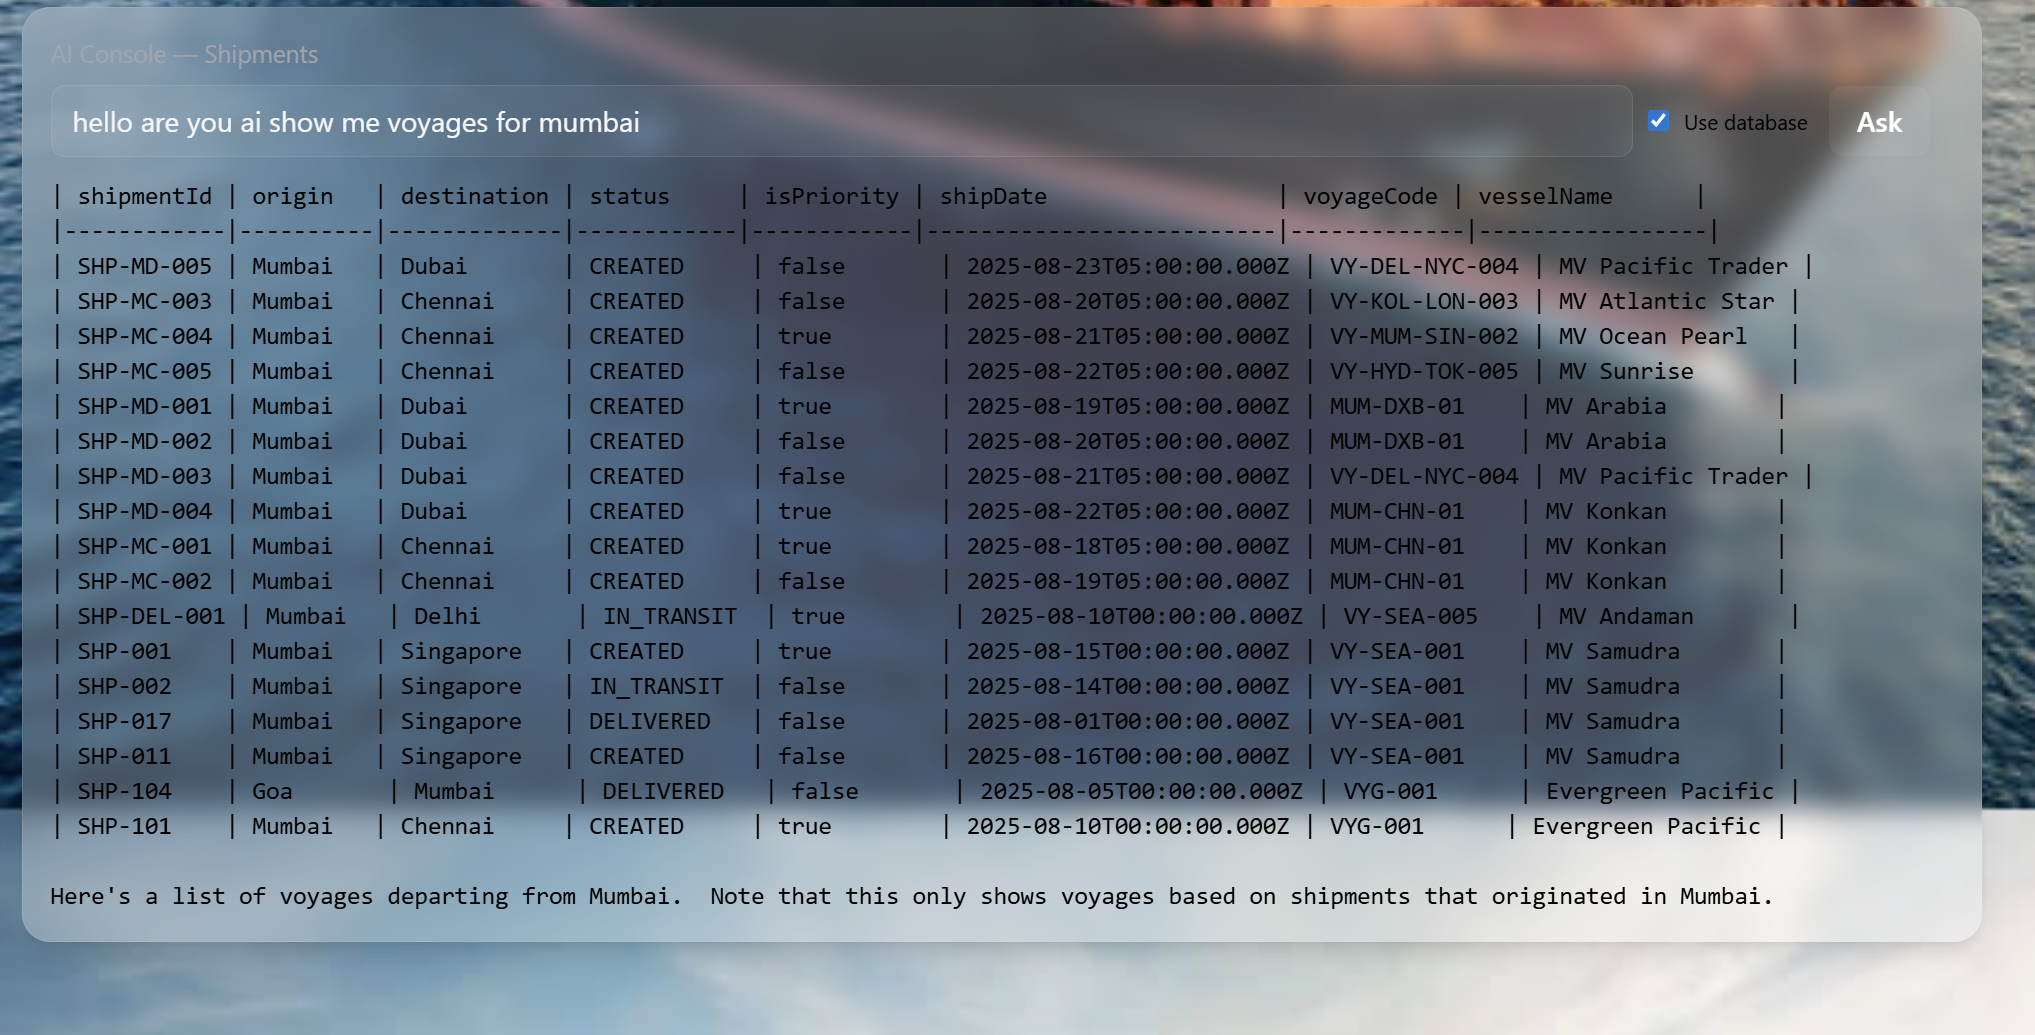 AI Console — Shipments
hello are you ai show me voyages for mumbai
Use database
Ask
| shipmentId | origin   | destination | status     | isPriority | shipDate                 | voyageCode | vesselName      |
|------------|----------|-------------|------------|------------|--------------------------|-------------|-----------------|
| SHP-MD-005 | Mumbai   | Dubai       | CREATED     | false       | 2025-08-23T05:00:00.000Z | VY-DEL-NYC-004 | MV Pacific Trader |
| SHP-MC-003 | Mumbai   | Chennai     | CREATED     | false       | 2025-08-20T05:00:00.000Z | VY-KOL-LON-003 | MV Atlantic Star |
| SHP-MC-004 | Mumbai   | Chennai     | CREATED     | true        | 2025-08-21T05:00:00.000Z | VY-MUM-SIN-002 | MV Ocean Pearl   |
| SHP-MC-005 | Mumbai   | Chennai     | CREATED     | false       | 2025-08-22T05:00:00.000Z | VY-HYD-TOK-005 | MV Sunrise       |
| SHP-MD-001 | Mumbai   | Dubai       | CREATED     | true        | 2025-08-19T05:00:00.000Z | MUM-DXB-01    | MV Arabia        |
| SHP-MD-002 | Mumbai   | Dubai       | CREATED     | false       | 2025-08-20T05:00:00.000Z | MUM-DXB-01    | MV Arabia        |
| SHP-MD-003 | Mumbai   | Dubai       | CREATED     | false       | 2025-08-21T05:00:00.000Z | VY-DEL-NYC-004 | MV Pacific Trader |
| SHP-MD-004 | Mumbai   | Dubai       | CREATED     | true        | 2025-08-22T05:00:00.000Z | MUM-CHN-01    | MV Konkan        |
| SHP-MC-001 | Mumbai   | Chennai     | CREATED     | true        | 2025-08-18T05:00:00.000Z | MUM-CHN-01    | MV Konkan        |
| SHP-MC-002 | Mumbai   | Chennai     | CREATED     | false       | 2025-08-19T05:00:00.000Z | MUM-CHN-01    | MV Konkan        |
| SHP-DEL-001 | Mumbai   | Delhi       | IN_TRANSIT  | true        | 2025-08-10T00:00:00.000Z | VY-SEA-005    | MV Andaman       |
| SHP-001    | Mumbai   | Singapore   | CREATED     | true        | 2025-08-15T00:00:00.000Z | VY-SEA-001    | MV Samudra       |
| SHP-002    | Mumbai   | Singapore   | IN_TRANSIT  | false       | 2025-08-14T00:00:00.000Z | VY-SEA-001    | MV Samudra       |
| SHP-017    | Mumbai   | Singapore   | DELIVERED   | false       | 2025-08-01T00:00:00.000Z | VY-SEA-001    | MV Samudra       |
| SHP-011    | Mumbai   | Singapore   | CREATED     | false       | 2025-08-16T00:00:00.000Z | VY-SEA-001    | MV Samudra       |
| SHP-104    | Goa       | Mumbai      | DELIVERED   | false       | 2025-08-05T00:00:00.000Z | VYG-001      | Evergreen Pacific |
| SHP-101    | Mumbai   | Chennai     | CREATED     | true        | 2025-08-10T00:00:00.000Z | VYG-001      | Evergreen Pacific |
Here's a list of voyages departing from Mumbai.  Note that this only shows voyages based on shipments that originated in Mumbai.